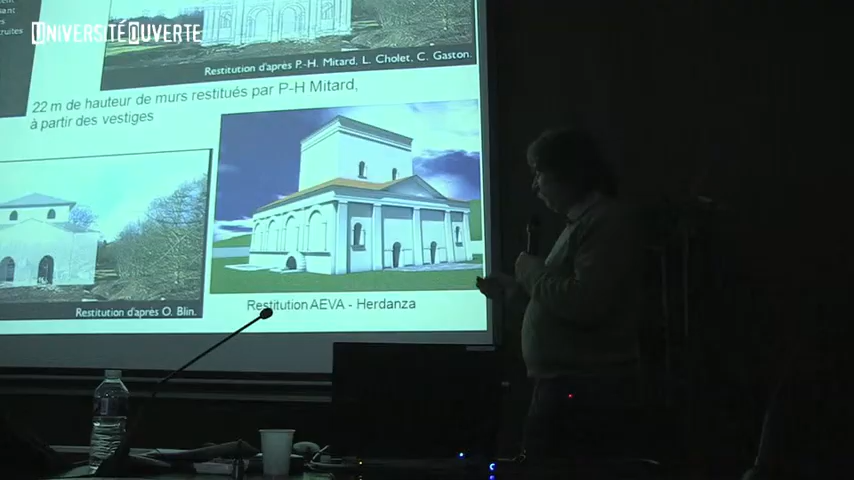 UNIVERSITÉ OUVERTE
Restitution d'après P.-H. Mitard, L. Cholet, C. Gaston.
22 m de hauteur de murs restitués par P-H Mitard,
à partir des vestiges
Restitution d'après O. Blin.
Restitution AEVA - Herdanza